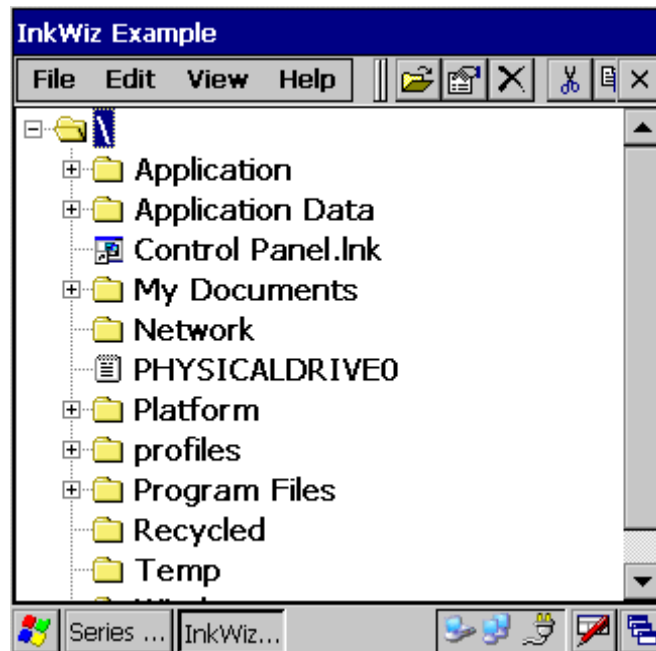 InkWiz Example
File Edit View Help
\
Application
Application Data
Control Panel.lnk
My Documents
Network
PHYSICALDRIVE0
Platform
profiles
Program Files
Recycled
Temp
Series ... InkWiz...